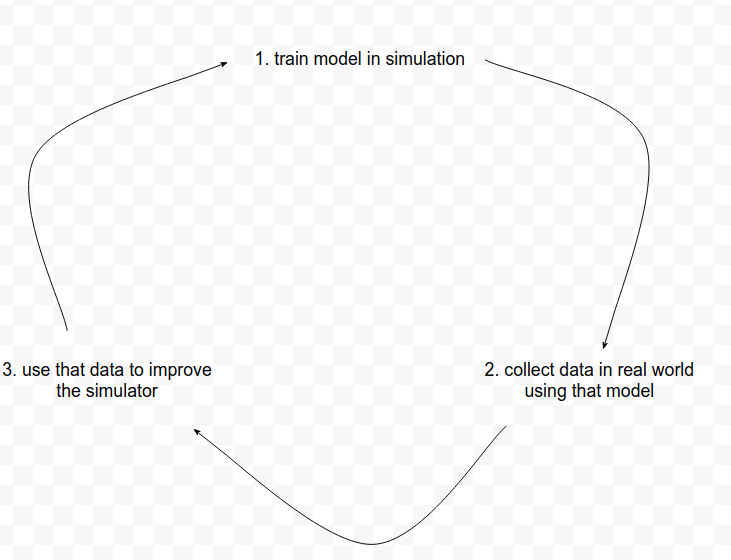 1. train model in simulation
2. collect data in real world
using that model
3. use that data to improve
the simulator